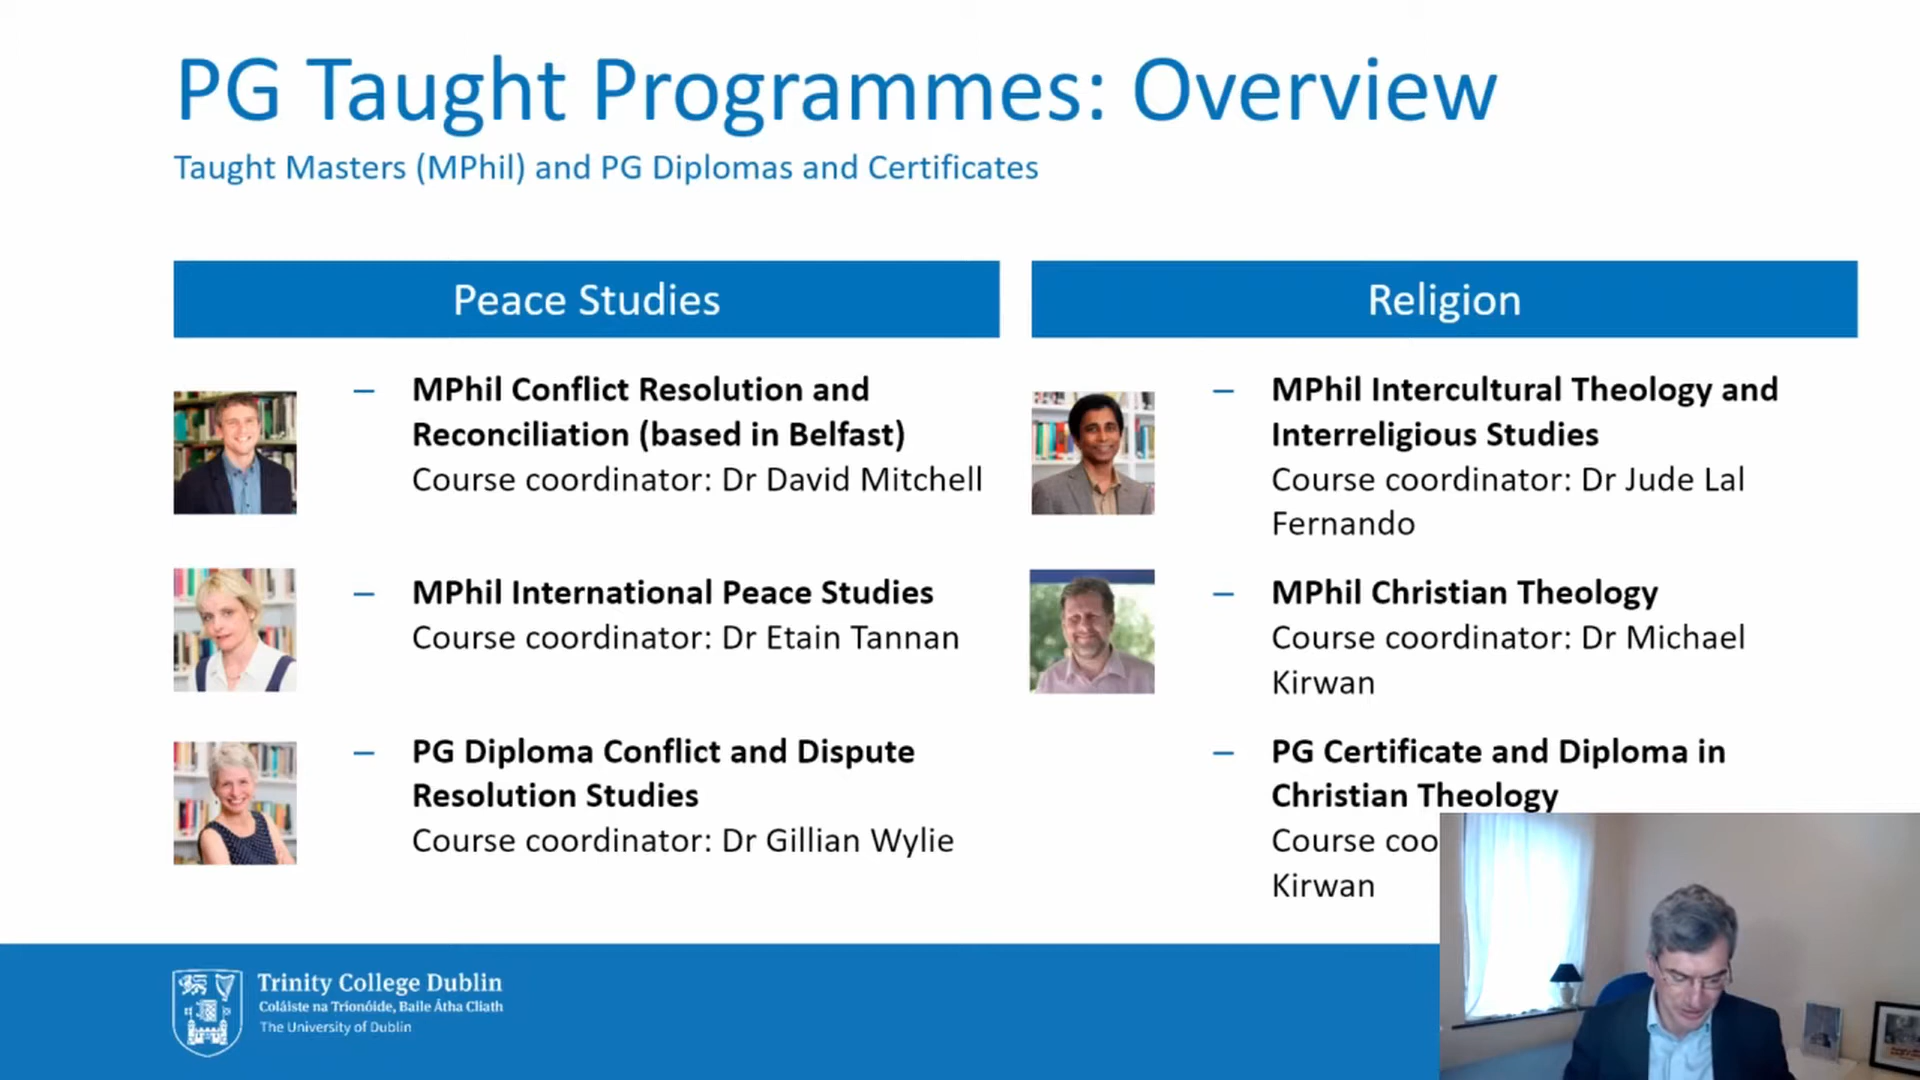 PG Taught Programmes: Overview
Taught Masters (MPhil) and PG Diplomas and Certificates
Peace Studies
– MPhil Conflict Resolution and
Reconciliation (based in Belfast)
Course coordinator: Dr David Mitchell
– MPhil International Peace Studies
Course coordinator: Dr Etain Tannan
– PG Diploma Conflict and Dispute
Resolution Studies
Course coordinator: Dr Gillian Wylie
Religion
– MPhil Intercultural Theology and
Interreligious Studies
Course coordinator: Dr Jude Lal
Fernando
– MPhil Christian Theology
Course coordinator: Dr Michael
Kirwan
– PG Certificate and Diploma in
Christian Theology
Course coo
Kirwan
Trinity College Dublin
Coláiste na Tríonóide, Baile Átha Cliath
The University of Dublin